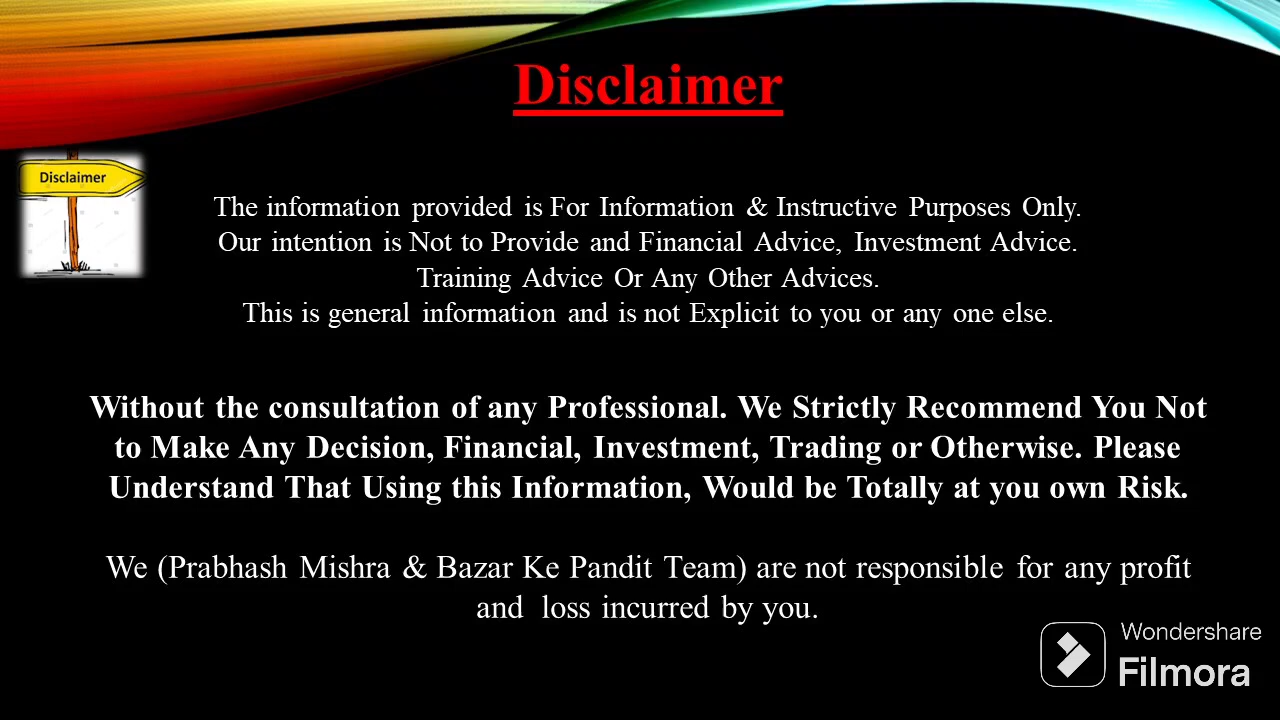 Disclaimer
Disclaimer
The information provided is For Information & Instructive Purposes Only.
Our intention is Not to Provide and Financial Advice, Investment Advice.
Training Advice Or Any Other Advices.
This is general information and is not Explicit to you or any one else.
Without the consultation of any Professional. We Strictly Recommend You Not
to Make Any Decision, Financial, Investment, Trading or Otherwise. Please
Understand That Using this Information, Would be Totally at you own Risk.
We (Prabhash Mishra & Bazar Ke Pandit Team) are not responsible for any profit
and loss incurred by you.
Wondershare
Filmora